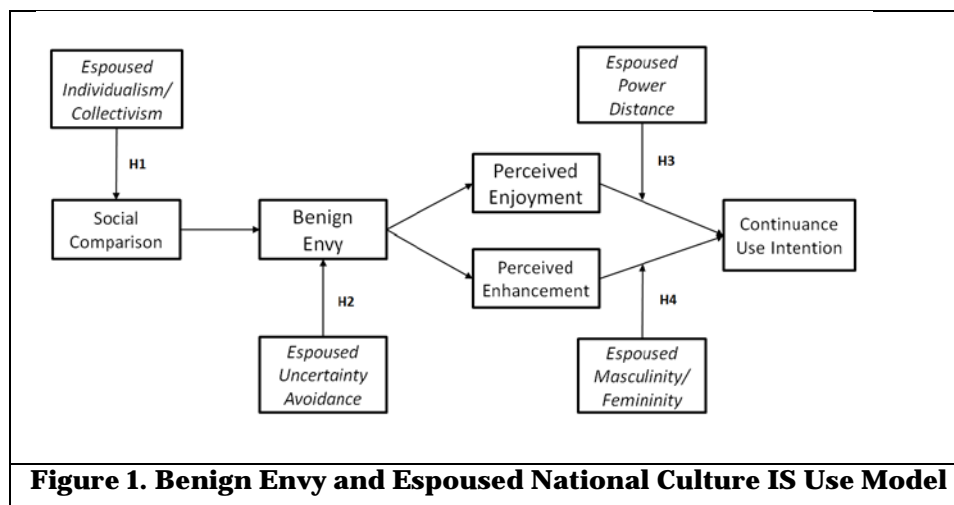 Espoused
Individualism/
Collectivism
Espoused
Power
Distance
H1
H3
Perceived
Enjoyment
Social
Comparison
Benign
Envy
Continuance
Use Intention
Perceived
Enhancement
H2
H4
Espoused
Uncertainty
Avoidance
Espoused
Masculinity/
Femininity
Figure 1. Benign Envy and Espoused National Culture IS Use Model